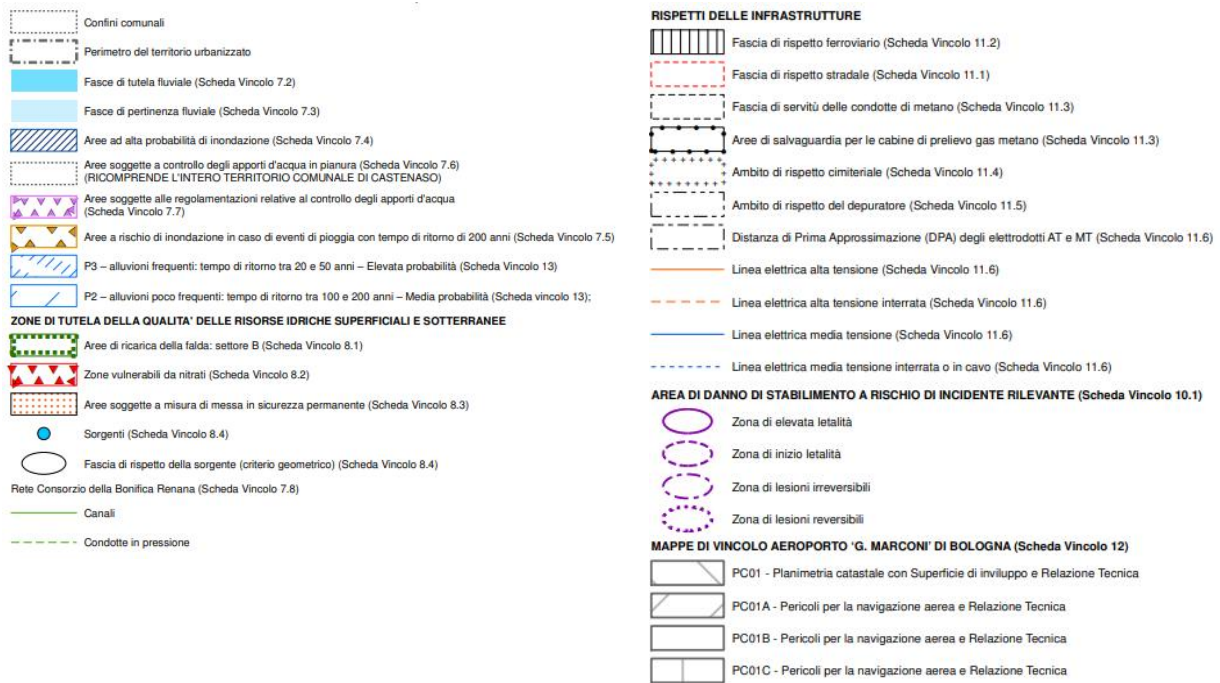 Confini comunali
Perimetro del territorio urbanizzato
Fasce di tutela fluviale (Scheda Vincolo 7.2)
Fasce di pertinenza fluviale (Scheda Vincolo 7.3)
Aree ad alta probabilità di inondazione (Scheda Vincolo 7.4)
Aree soggette a controllo degli apporti d'acqua in pianura (Scheda Vincolo 7.6)
(RICOMPRENDE L'INTERO TERRITORIO COMUNALE DI CASTENASO)
Aree soggette alle regolamentazioni relative al controllo degli apporti d'acqua
(Scheda Vincolo 7.7)
Aree a rischio di inondazione in caso di eventi di pioggia con tempo di ritorno di 200 anni (Scheda Vincolo 7.5)
P3 – alluvioni frequenti: tempo di ritorno tra 20 e 50 anni – Elevata probabilità (Scheda Vincolo 13)
P2 – alluvioni poco frequenti: tempo di ritorno tra 100 e 200 anni – Media probabilità (Scheda vincolo 13);
ZONE DI TUTELA DELLA QUALITA' DELLE RISORSE IDRICHE SUPERFICIALI E SOTTERRANEE
Aree di ricarica della falda: settore B (Scheda Vincolo 8.1)
Zone vulnerabili da nitrati (Scheda Vincolo 8.2)
Aree soggette a misura di messa in sicurezza permanente (Scheda Vincolo 8.3)
Sorgenti (Scheda Vincolo 8.4)
Fascia di rispetto della sorgente (criterio geometrico) (Scheda Vincolo 8.4)
Rete Consorzio della Bonifica Renana (Scheda Vincolo 7.8)
Canali
Condotte in pressione
RISPETTI DELLE INFRASTRUTTURE
Fascia di rispetto ferroviario (Scheda Vincolo 11.2)
Fascia di rispetto stradale (Scheda Vincolo 11.1)
Fascia di servitù delle condotte di metano (Scheda Vincolo 11.3)
Aree di salvaguardia per le cabine di prelievo gas metano (Scheda Vincolo 11.3)
Ambito di rispetto cimiteriale (Scheda Vincolo 11.4)
Ambito di rispetto del depuratore (Scheda Vincolo 11.5)
Distanza di Prima Approssimazione (DPA) degli elettrodotti AT e MT (Scheda Vincolo 11.6)
Linea elettrica alta tensione (Scheda Vincolo 11.6)
Linea elettrica alta tensione interrata (Scheda Vincolo 11.6)
Linea elettrica media tensione (Scheda Vincolo 11.6)
Linea elettrica media tensione interrata o in cavo (Scheda Vincolo 11.6)
AREA DI DANNO DI STABILIMENTO A RISCHIO DI INCIDENTE RILEVANTE (Scheda Vincolo 10.1)
Zona di elevata letalità
Zona di inizio letalità
Zona di lesioni irreversibili
Zona di lesioni reversibili
MAPPE DI VINCOLO AEROPORTO 'G. MARCONI' DI BOLOGNA (Scheda Vincolo 12)
PC01 - Planimetria catastale con Superficie di inviluppo e Relazione Tecnica
PC01A - Pericoli per la navigazione aerea e Relazione Tecnica
PC01B - Pericoli per la navigazione aerea e Relazione Tecnica
PC01C - Pericoli per la navigazione aerea e Relazione Tecnica